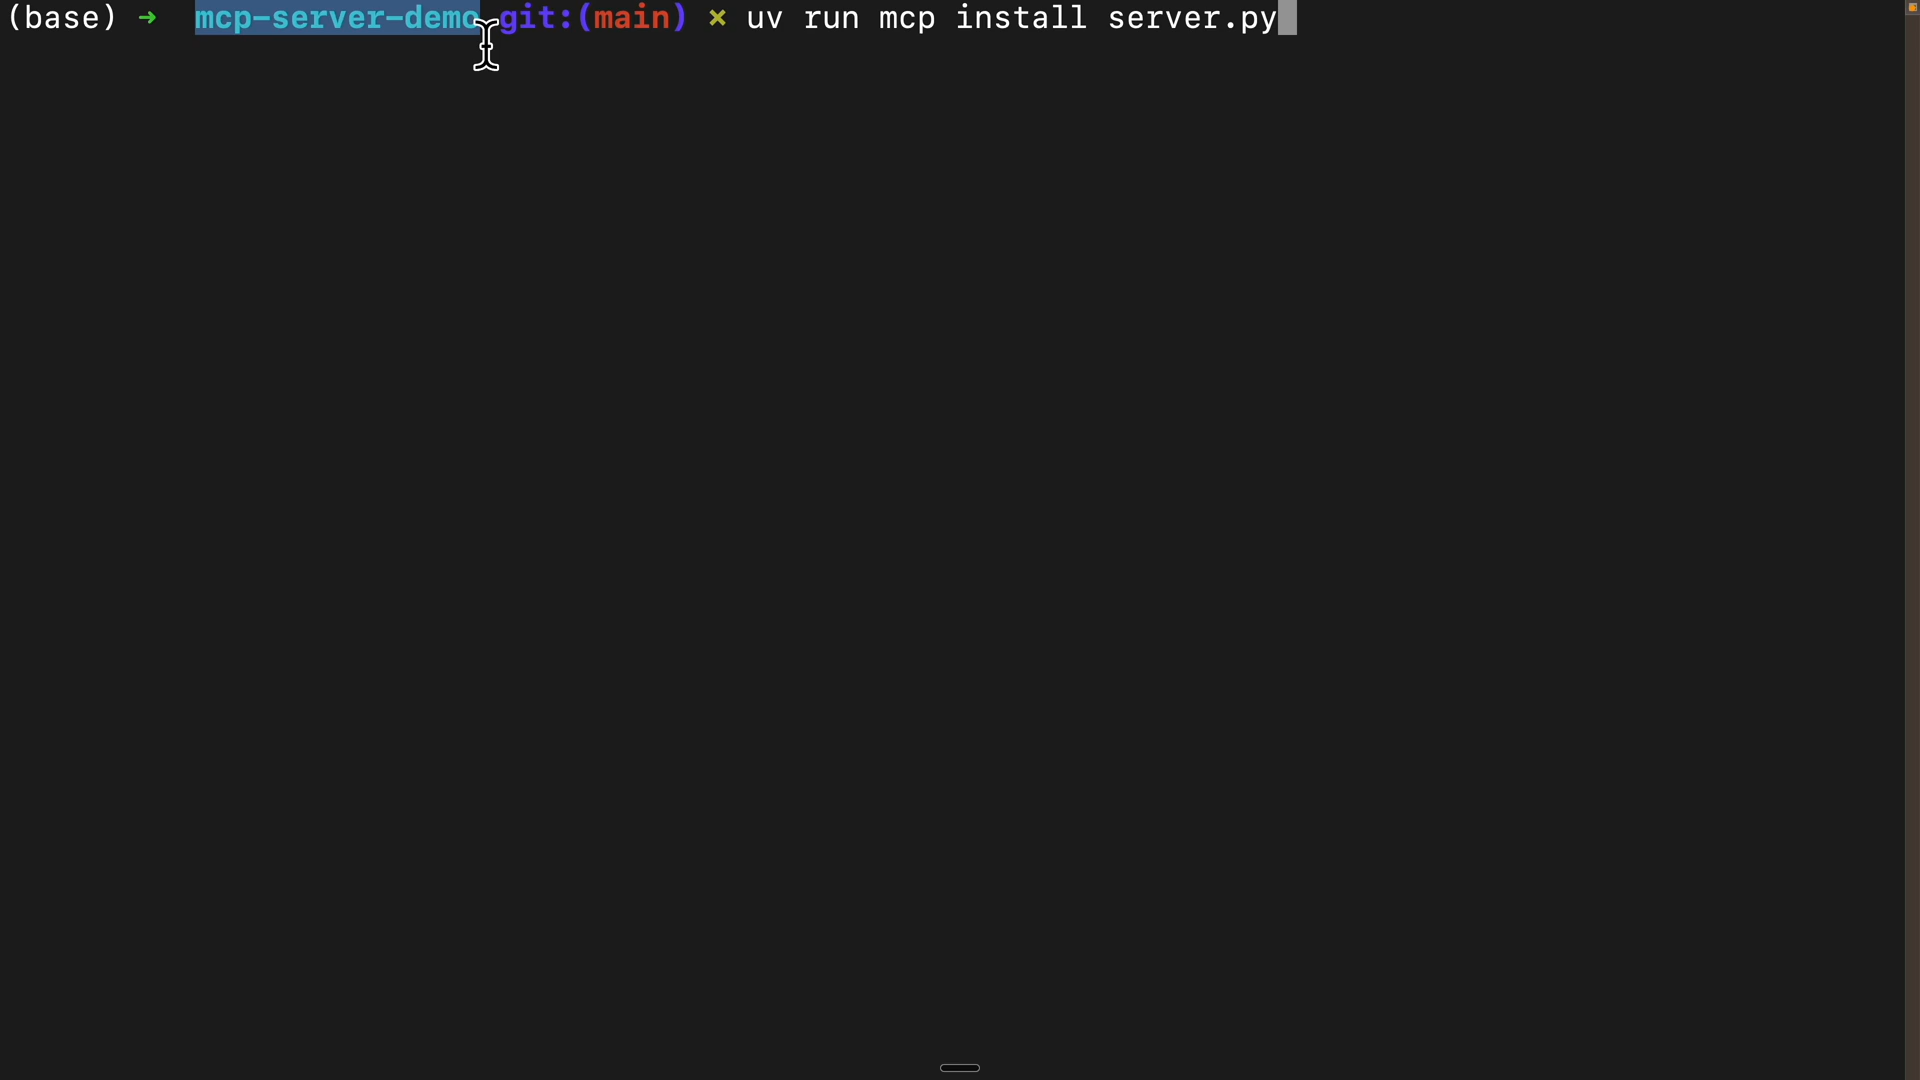 (base) ➜  mcp-server-demo git:(main) ✗ uv run mcp install server.py